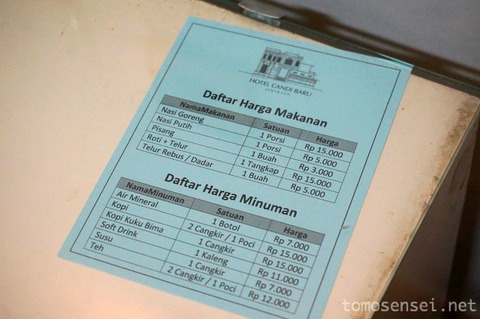 HOTEL CANDI BARU
SEMARANG
Daftar Harga Makanan
NamaMakanan Satuan Harga
Nasi Goreng 1 Porsi Rp 15.000
Nasi Putih 1 Porsi Rp 5.000
Pisang 1 Buah Rp 3.000
Roti + Telur 1 Tangkap Rp 15.000
Telur Rebus / Dadar 1 Buah Rp 5.000
Daftar Harga Minuman
NamaMinuman Satuan Harga
Air Mineral 1 Botol Rp 7.000
Kopi 2 Cangkir / 1 Poci Rp 15.000
Kopi Kuku Bima 1 Cangkir Rp 15.000
Soft Drink 1 Kaleng Rp 11.000
Susu 1 Cangkir Rp 7.000
Teh 2 Cangkir / 1 Poci Rp 12.000
tomosensei.net